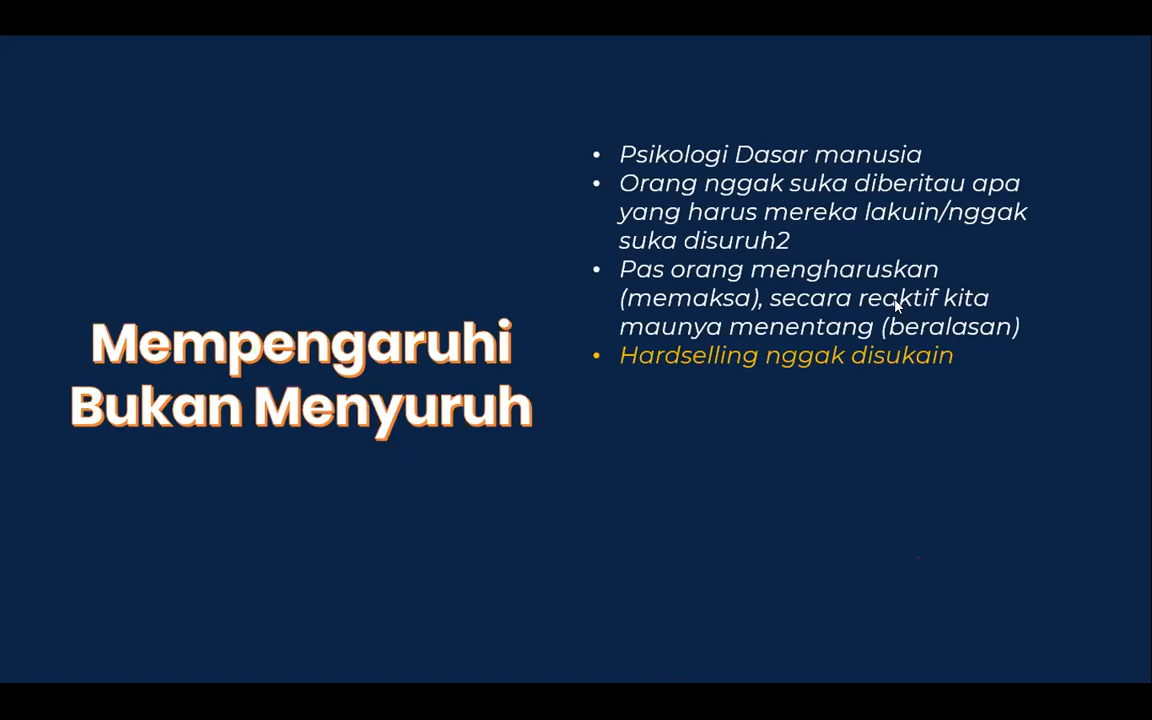 Mempengaruhi
Bukan Menyuruh
• Psikologi Dasar manusia
• Orang nggak suka diberitau apa
yang harus mereka lakuin/nggak
suka disuruh2
• Pas orang mengharuskan
(memaksa), secara reaktif kita
maunya menentang (beralasan)
• Hardselling nggak disukain